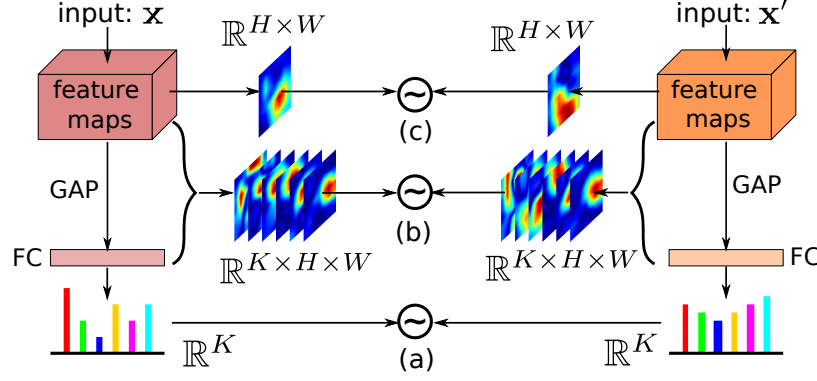 input: x
input: x′
ℝ^{H×W}
ℝ^{H×W}
feature maps
feature maps
(c)
GAP
GAP
(b)
FC
ℝ^{K×H×W}
ℝ^{K×H×W}
FC
ℝ^K
(a)
ℝ^K